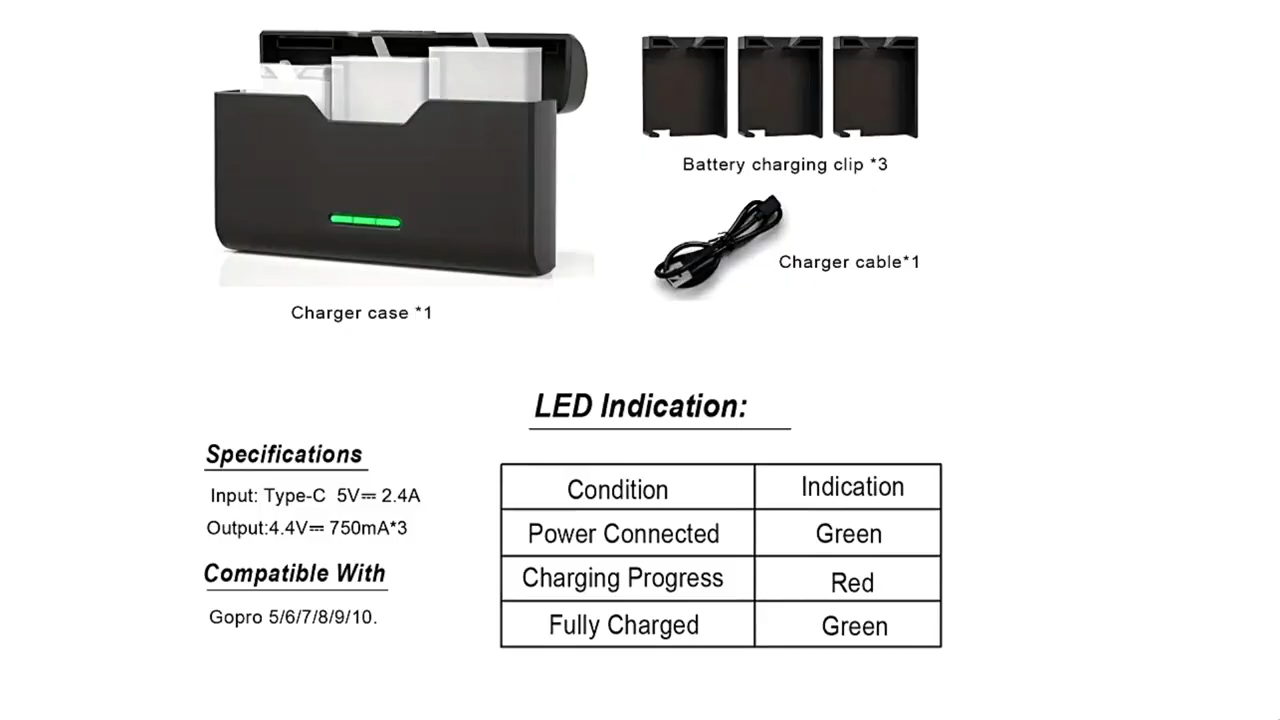 Battery charging clip *3
Charger cable*1
Charger case *1
LED Indication:
Specifications
Input: Type-C 5V⎓ 2.4A
Output:4.4V⎓ 750mA*3
Compatible With
Gopro 5/6/7/8/9/10.
Condition Indication
Power Connected Green
Charging Progress Red
Fully Charged Green